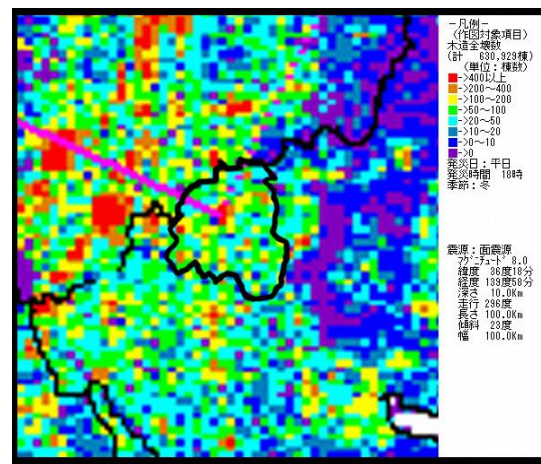 -凡例-
(作図対象項目)
木造全壊数
(計 630,929棟)
(単位:棟数)
->400以上
->200~400
->100~200
->50~100
->20~50
->10~20
->0~10
->0
発災日:平日
発災時間 18時
季節:冬
震源:面震源
マグニチュード 8.0
緯度 36度18分
経度 139度58分
深さ 10.0Km
走行 296度
長さ 100.0Km
傾斜 23度
幅 100.0Km